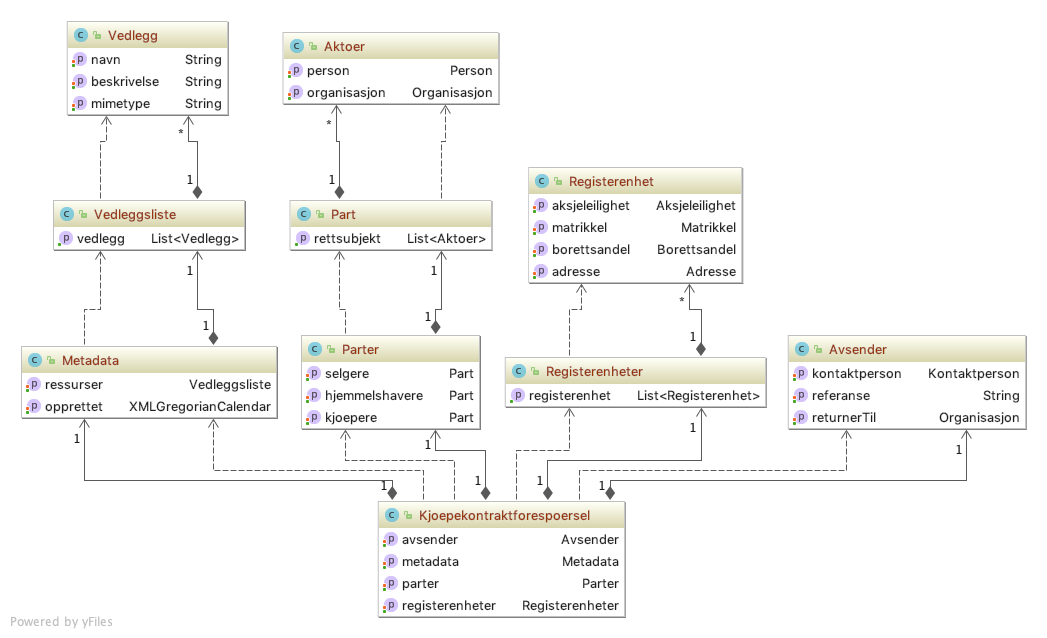 Vedlegg
navn String
beskrivelse String
mimetype String
Aktoer
person Person
organisasjon Organisasjon
* 1
* 1
Registerenhet
aksjeleilighet Aksjeleilighet
matrikkel Matrikkel
borettsandel Borettsandel
adresse Adresse
Vedleggsliste
vedlegg List<Vedlegg>
Part
rettsubjekt List<Aktoer>
1 1
1 1
* 1
Metadata
ressurser Vedleggsliste
opprettet XMLGregorianCalendar
Parter
selgere Part
hjemmelshavere Part
kjoepere Part
Registerenheter
registerenhet List<Registerenhet>
Avsender
kontaktperson Kontaktperson
referanse String
returnerTil Organisasjon
1 1 1 1
1 1 1 1
Kjoepekontraktforespoersel
avsender Avsender
metadata Metadata
parter Parter
registerenheter Registerenheter
Powered by yFiles